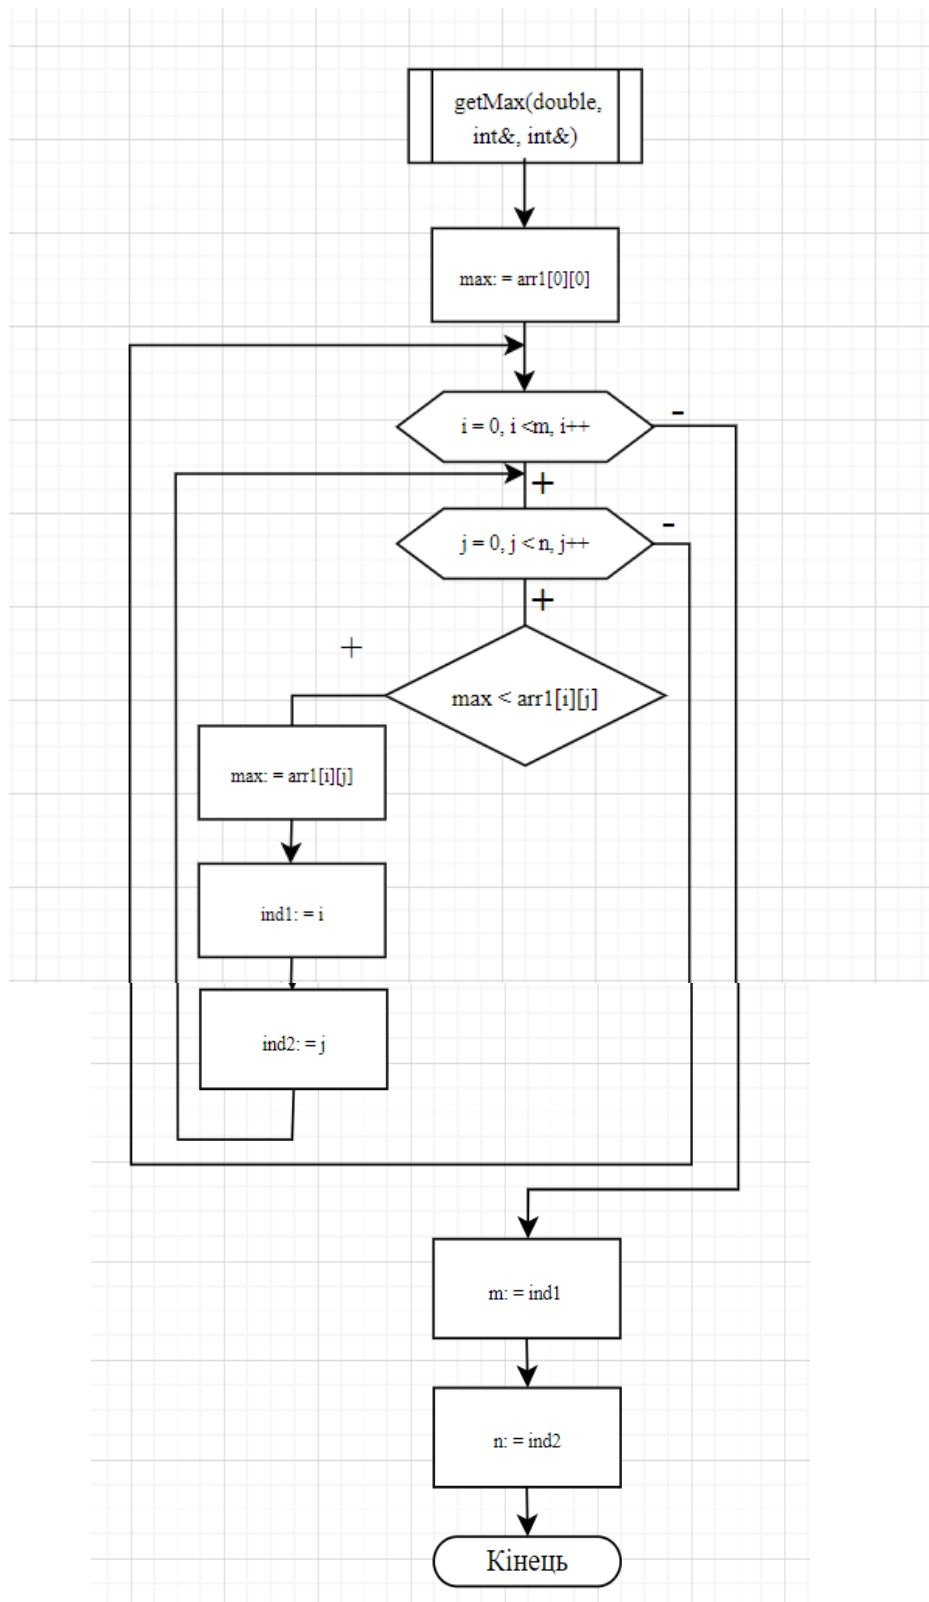 getMax(double,
int&, int&)
max: = arr1[0][0]
i = 0, i <m, i++
-
+
j = 0, j < n, j++
-
+
+
max < arr1[i][j]
max: = arr1[i][j]
ind1: = i
ind2: = j
m: = ind1
n: = ind2
Кінець